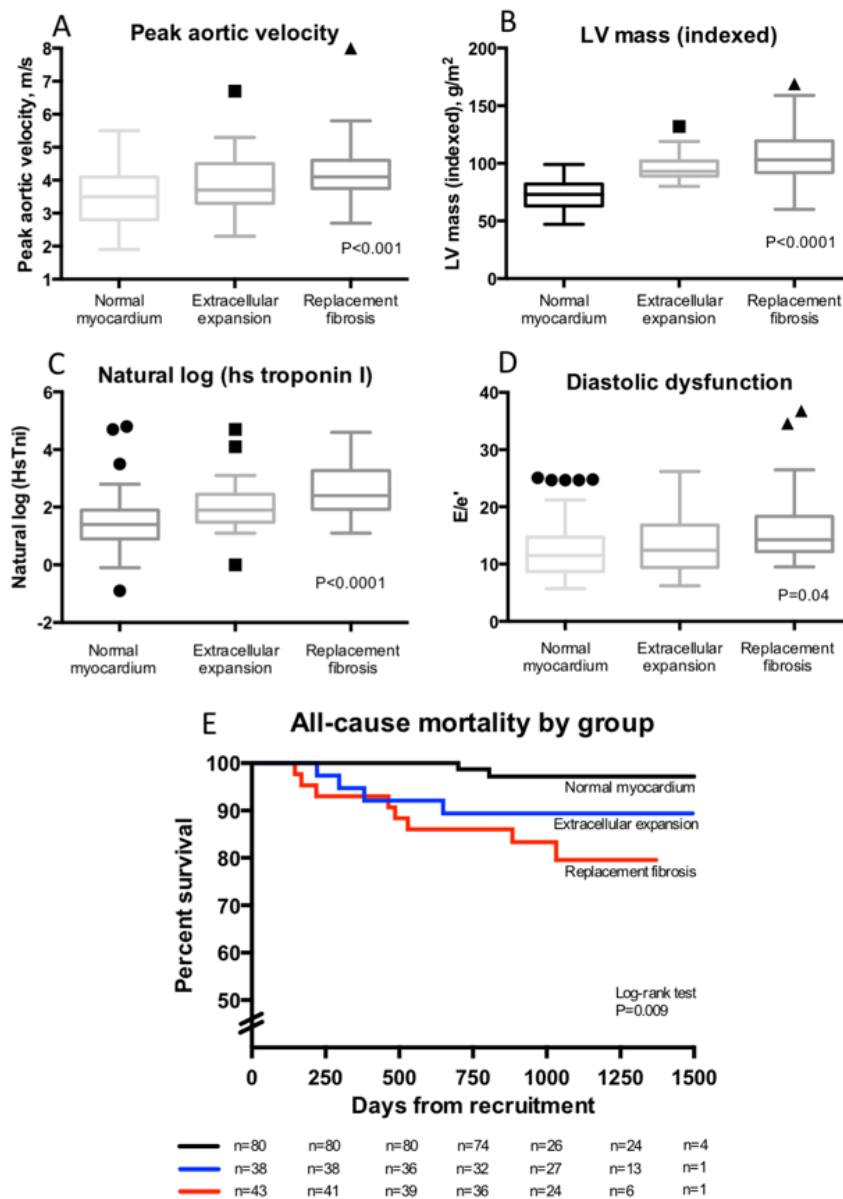 A
Peak aortic velocity
Peak aortic velocity, m/s
8
7
6
5
4
3
2
1
P<0.001
Normal
myocardium
Extracellular
expansion
Replacement
fibrosis
B
LV mass (indexed)
LV mass (indexed), g/m²
200
150
100
50
0
P<0.0001
Normal
myocardium
Extracellular
expansion
Replacement
fibrosis
C
Natural log (hs troponin I)
Natural log (HsTni)
6
4
2
0
-2
P<0.0001
Normal
myocardium
Extracellular
expansion
Replacement
fibrosis
D
Diastolic dysfunction
E/e'
40
30
20
10
0
P=0.04
Normal
myocardium
Extracellular
expansion
Replacement
fibrosis
E
All-cause mortality by group
Percent survival
100
90
80
70
60
50
Normal myocardium
Extracellular expansion
Replacement fibrosis
Log-rank test
P=0.009
0 250 500 750 1000 1250 1500
Days from recruitment
n=80 n=80 n=80 n=74 n=26 n=24 n=4
n=38 n=38 n=36 n=32 n=27 n=13 n=1
n=43 n=41 n=39 n=36 n=24 n=6 n=1